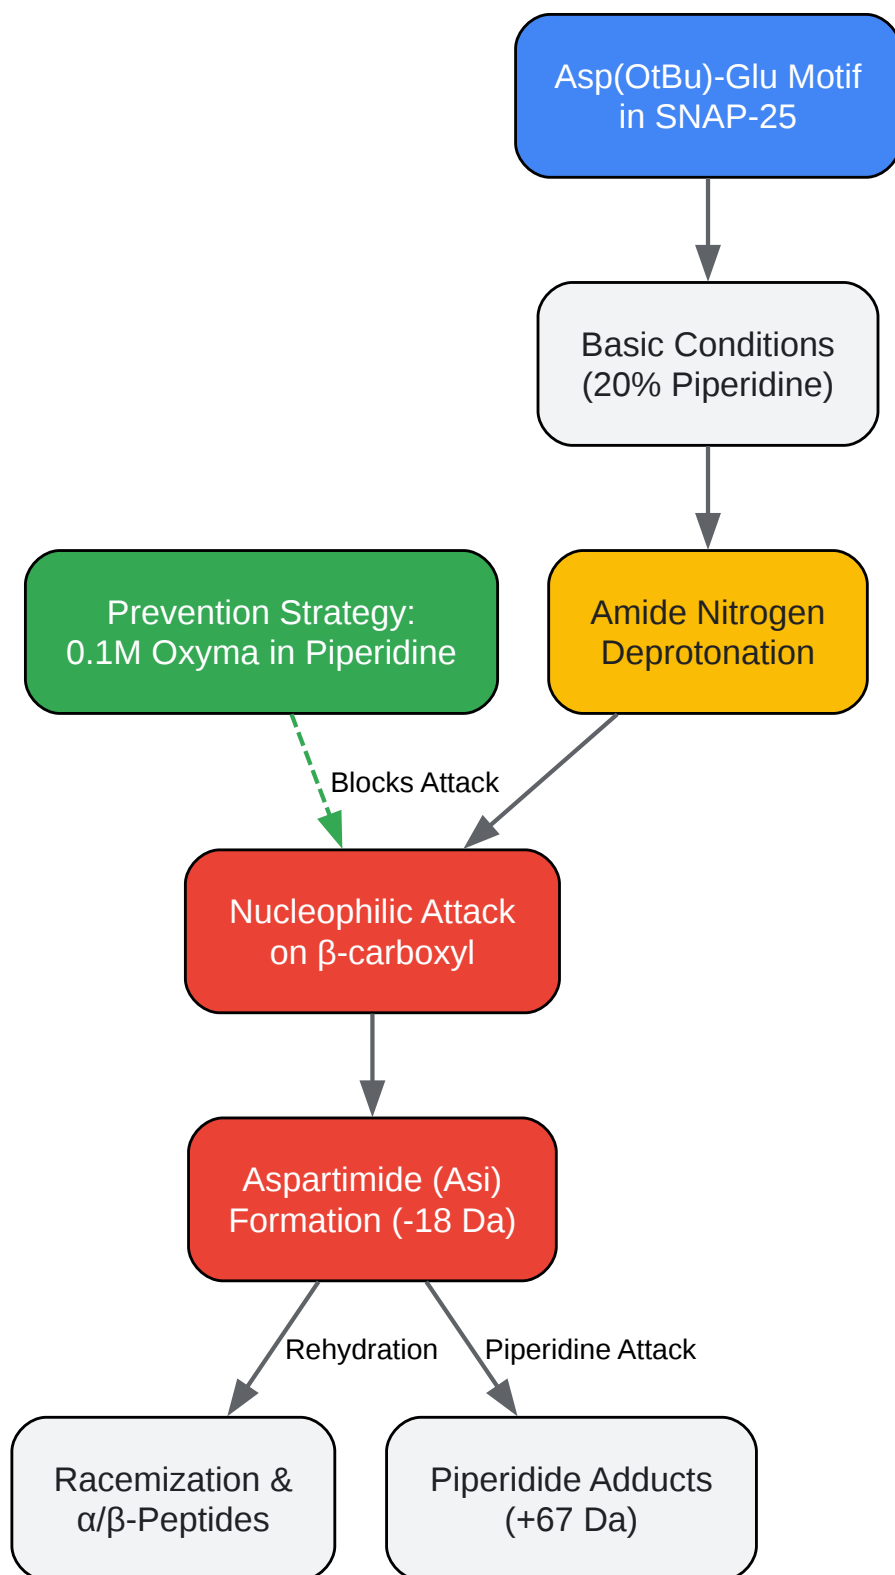 Asp(OtBu)-Glu Motif
in SNAP-25
Basic Conditions
(20% Piperidine)
Prevention Strategy:
0.1M Oxyma in Piperidine
Amide Nitrogen
Deprotonation
Blocks Attack
Nucleophilic Attack
on β-carboxyl
Aspartimide (Asi)
Formation (-18 Da)
Rehydration
Piperidine Attack
Racemization &
α/β-Peptides
Piperidide Adducts
(+67 Da)